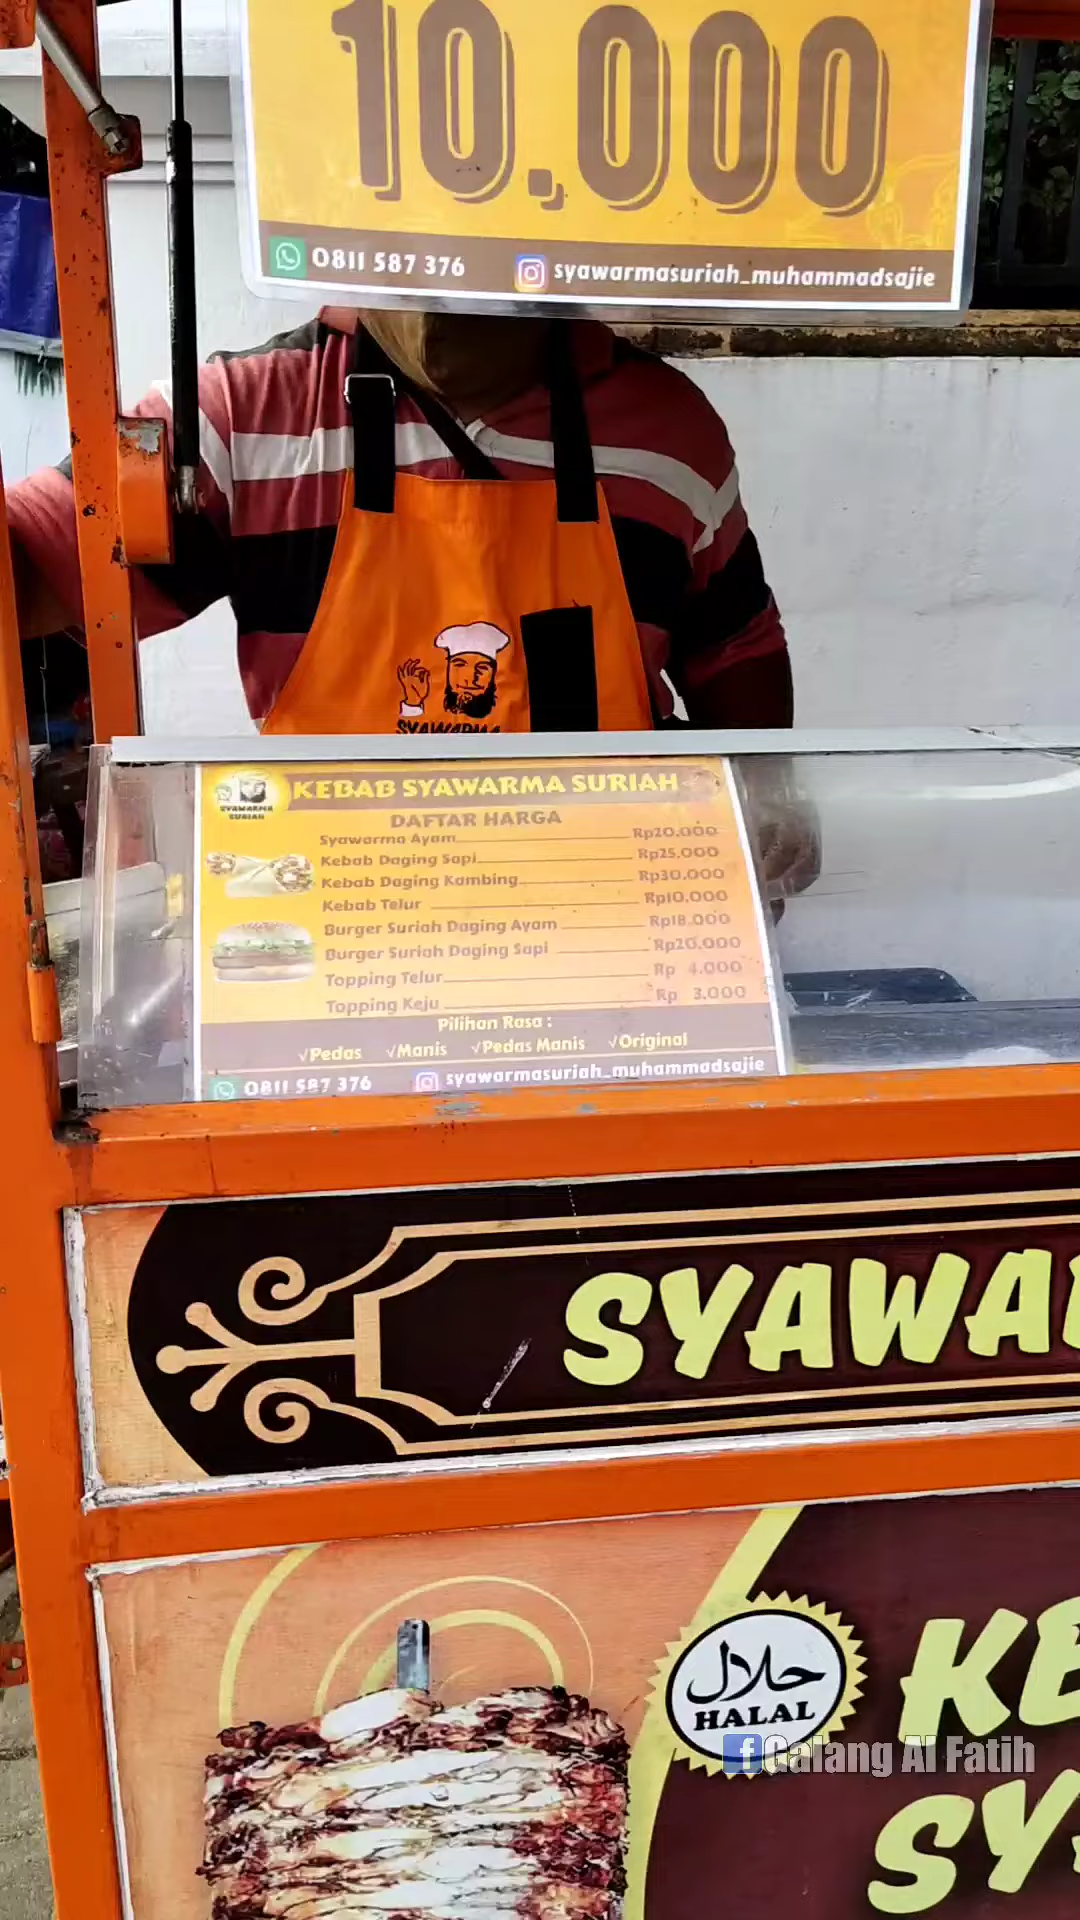 10.000
0811 587 376
syawarmasuriah_muhammadsajie
SYAWARMA
SYAWARMA
SURIAH
KEBAB SYAWARMA SURIAH
DAFTAR HARGA
Syawarma Ayam Rp20.000
Kebab Daging Sapi Rp25.000
Kebab Daging Kambing Rp30.000
Kebab Telur Rp10.000
Burger Suriah Daging Ayam Rp18.000
Burger Suriah Daging Sapi Rp20.000
Topping Telur Rp 4.000
Topping Keju Rp 3.000
Pilihan Rasa :
√Pedas √Manis √Pedas Manis √Original
0811 587 376 syawarmasuriah_muhammadsajie
SYAWA
حلال
HALAL
KE
Galang Al Fatih
SY